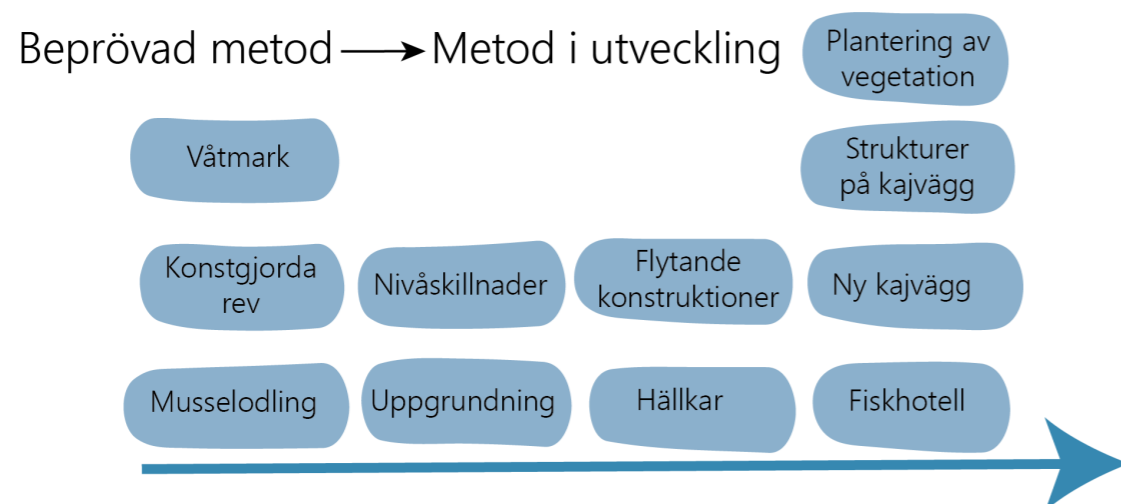 Beprövad metod → Metod i utveckling
Plantering av
vegetation
Våtmark
Strukturer
på kajvägg
Konstgjorda
rev
Nivåskillnader
Flytande
konstruktioner
Ny kajvägg
Musselodling
Uppgrundning
Hällkar
Fiskhotell